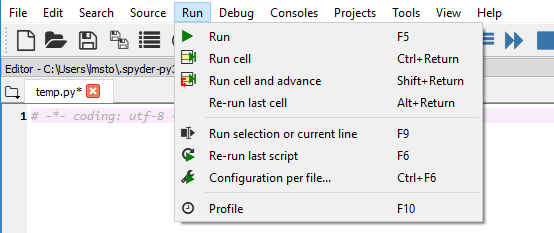 File Edit Search Source Run Debug Consoles Projects Tools View Help
Run F5
Run cell Ctrl+Return
Run cell and advance Shift+Return
Re-run last cell Alt+Return
Run selection or current line F9
Re-run last script F6
Configuration per file... Ctrl+F6
Profile F10
Editor - C:\Users\lmsto\.spyder-py3
temp.py*
1 # -*- coding: utf-8 -